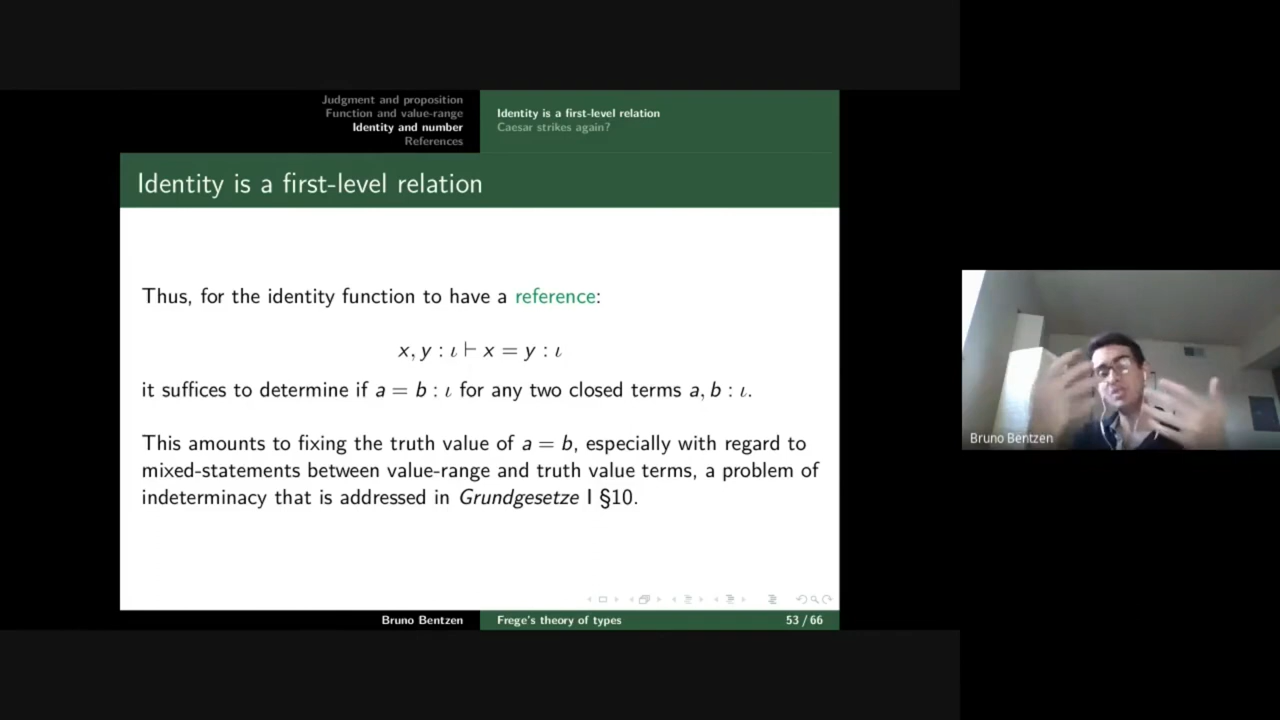 Judgment and proposition
Function and value-range
Identity and number
References
Identity is a first-level relation
Caesar strikes again?
Identity is a first-level relation
Thus, for the identity function to have a reference:
x, y : ι ⊢ x = y : ι
it suffices to determine if a = b : ι for any two closed terms a, b : ι.
This amounts to fixing the truth value of a = b, especially with regard to
mixed-statements between value-range and truth value terms, a problem of
indeterminacy that is addressed in Grundgesetze I §10.
Bruno Bentzen
Frege's theory of types
53 / 66
Bruno Bentzen